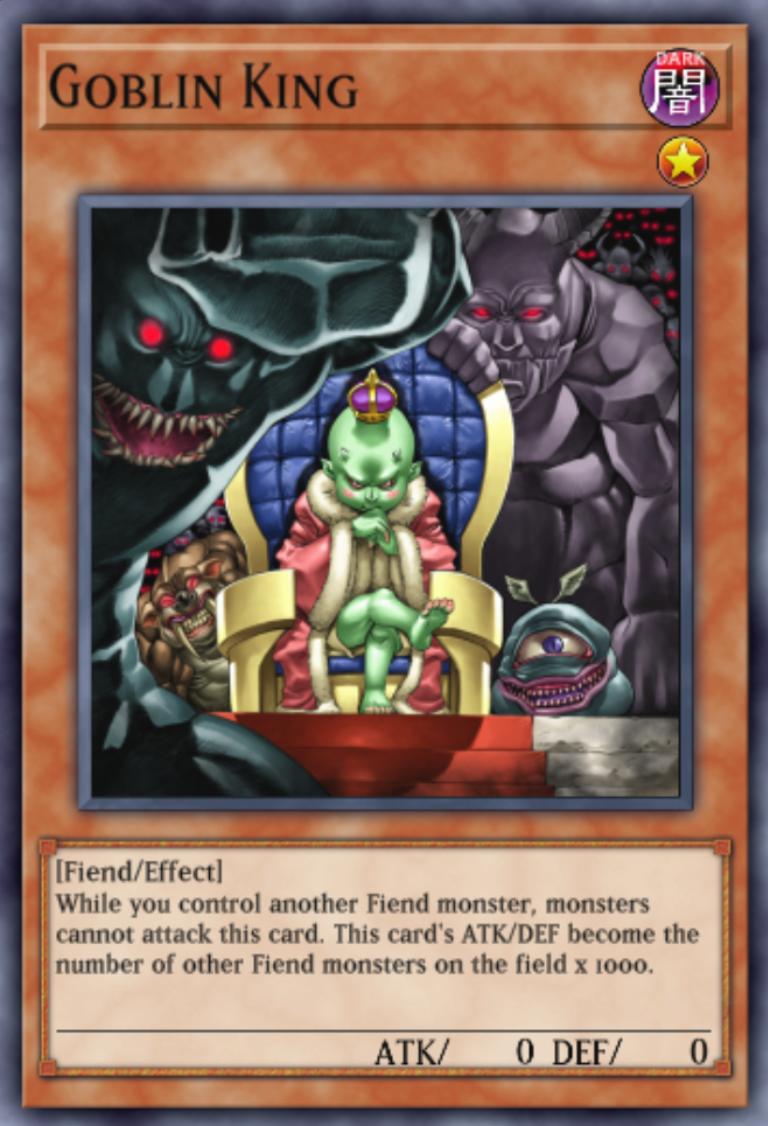 Goblin King
DARK
闇
[Fiend/Effect]
While you control another Fiend monster, monsters
cannot attack this card. This card's ATK/DEF become the
number of other Fiend monsters on the field x 1000.
ATK/ 0 DEF/ 0